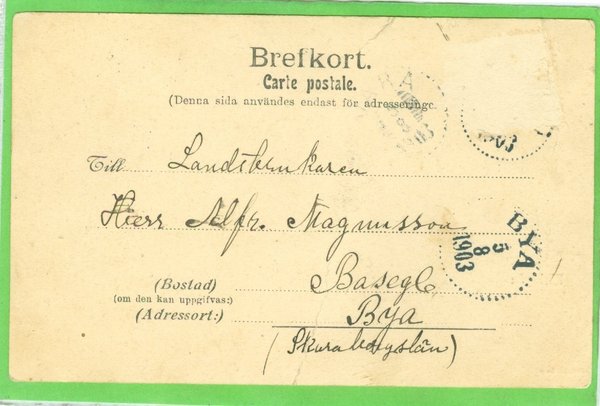 Brefkort.
Carte postale.
(Denna sida användes endast för adresseringe
Till Landtbrukaren
Herr Alfr. Magnusson
(Bostad) Basegl
(om den kan uppgifvas:)
(Adressort:) Bya
(Skaraborgslän)
BYA
5
8
1903
1903